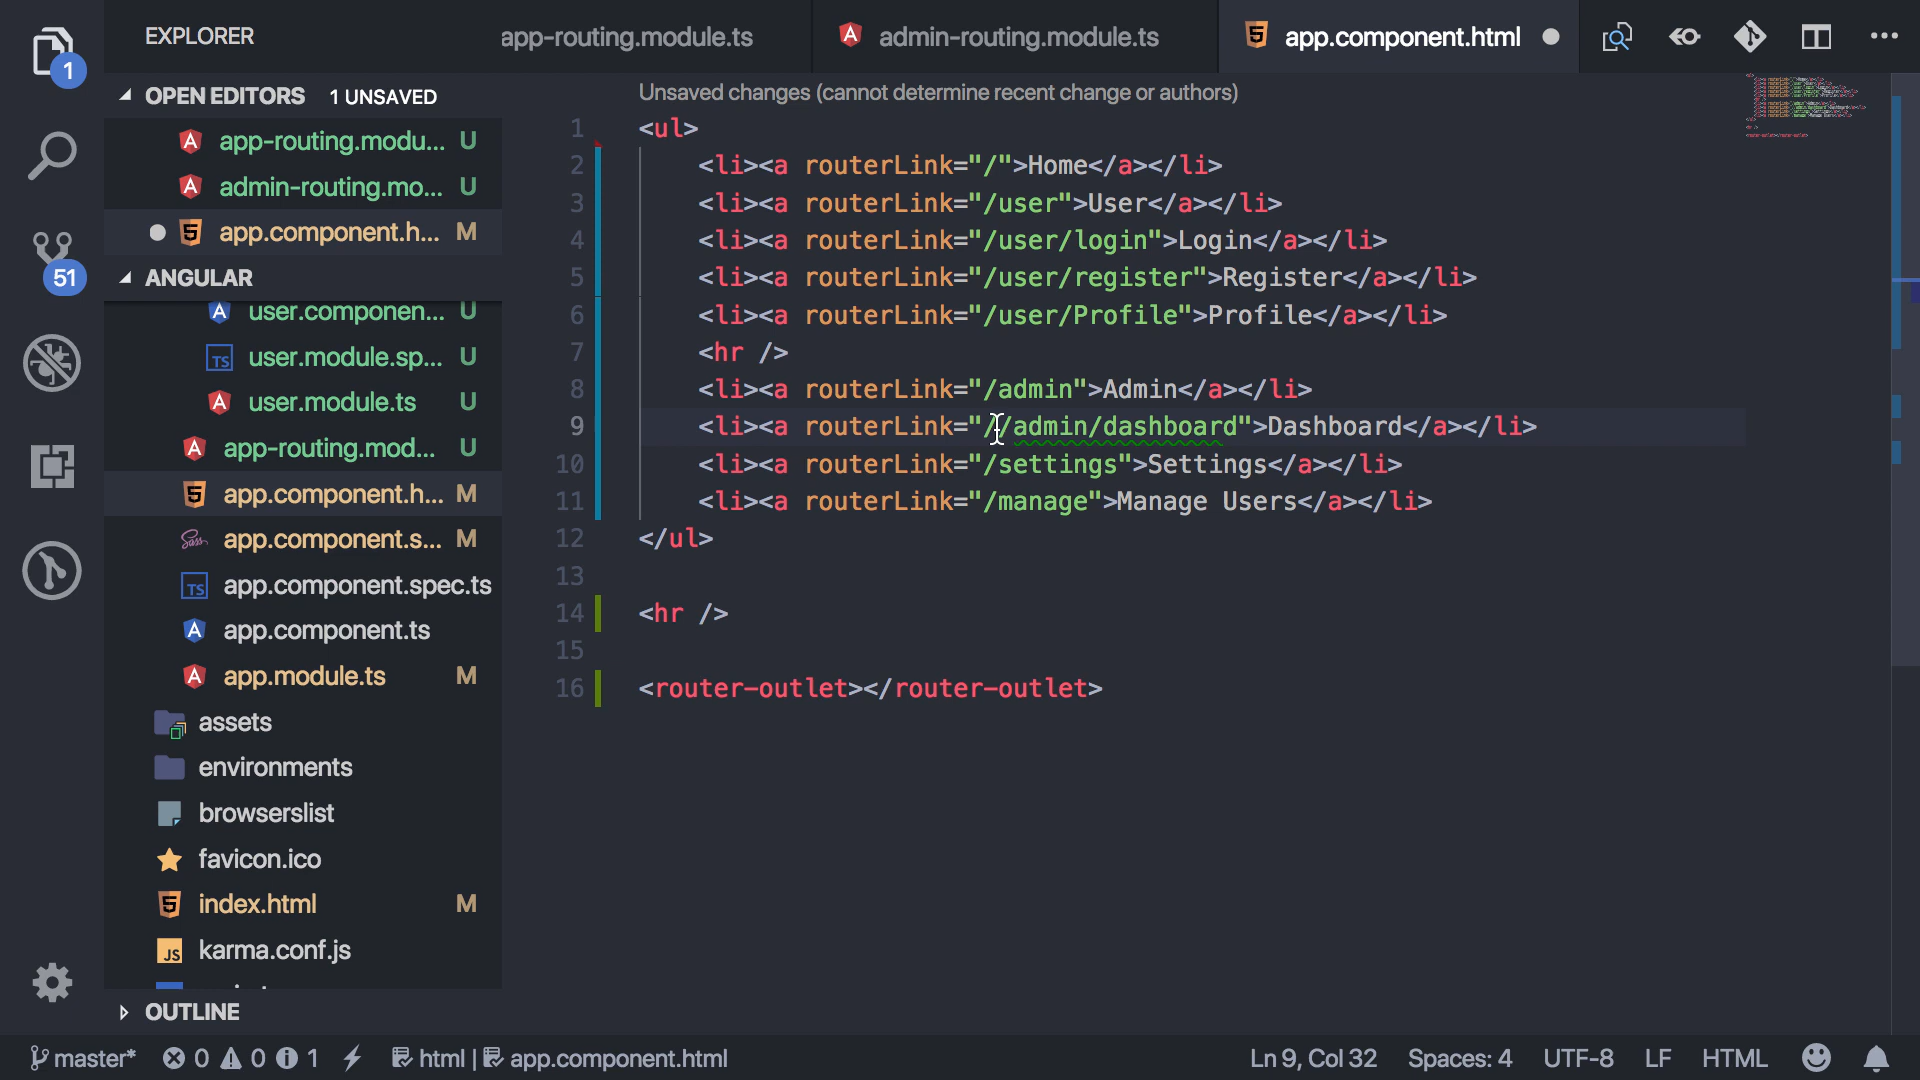 EXPLORER
app-routing.module.ts
admin-routing.module.ts
app.component.html
1
OPEN EDITORS 1 UNSAVED
app-routing.modu... U
admin-routing.mo... U
app.component.h... M
51
ANGULAR
user.componen... U
user.module.sp... U
user.module.ts U
app-routing.mod... U
app.component.h... M
app.component.s... M
app.component.spec.ts
app.component.ts
app.module.ts M
assets
environments
browserslist
favicon.ico
index.html M
karma.conf.js
OUTLINE
Unsaved changes (cannot determine recent change or authors)
1 <ul>
2 <li><a routerLink="/">Home</a></li>
3 <li><a routerLink="/user">User</a></li>
4 <li><a routerLink="/user/login">Login</a></li>
5 <li><a routerLink="/user/register">Register</a></li>
6 <li><a routerLink="/user/Profile">Profile</a></li>
7 <hr />
8 <li><a routerLink="/admin">Admin</a></li>
9 <li><a routerLink="//admin/dashboard">Dashboard</a></li>
10 <li><a routerLink="/settings">Settings</a></li>
11 <li><a routerLink="/manage">Manage Users</a></li>
12 </ul>
13
14 <hr />
15
16 <router-outlet></router-outlet>
master* 0 0 1 html | app.component.html Ln 9, Col 32 Spaces: 4 UTF-8 LF HTML